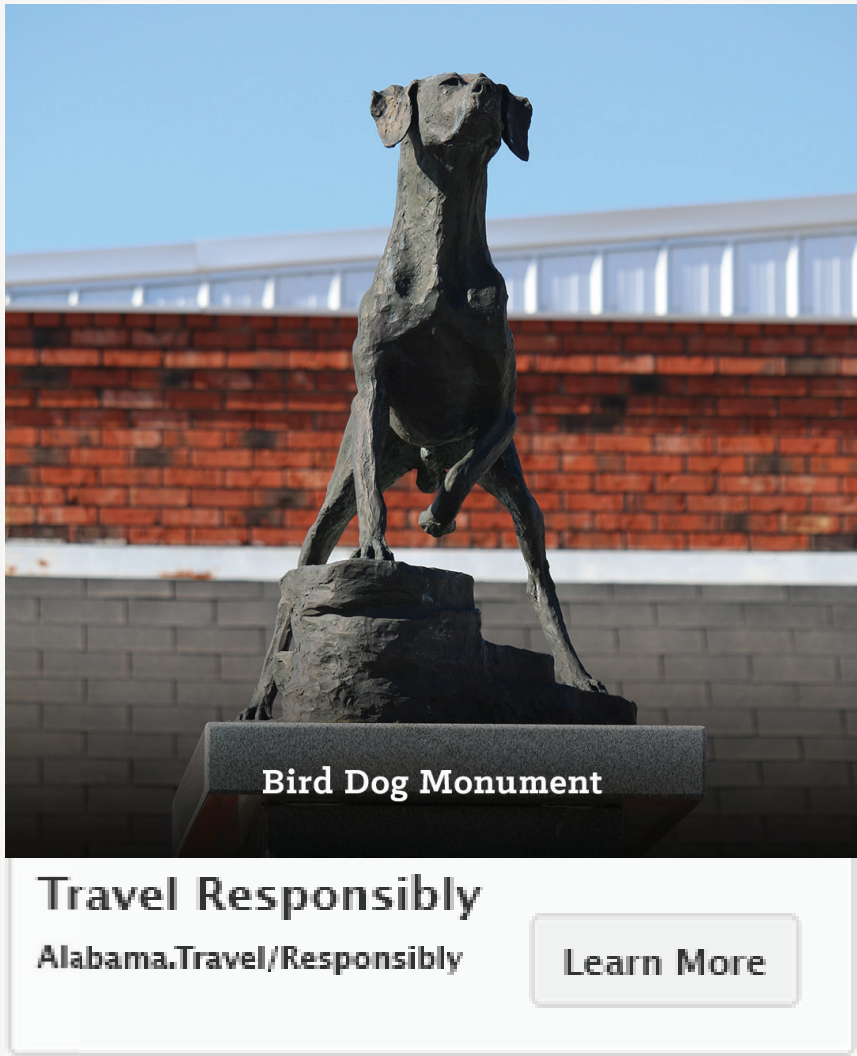 Bird Dog Monument
Travel Responsibly
Alabama.Travel/Responsibly
Learn More